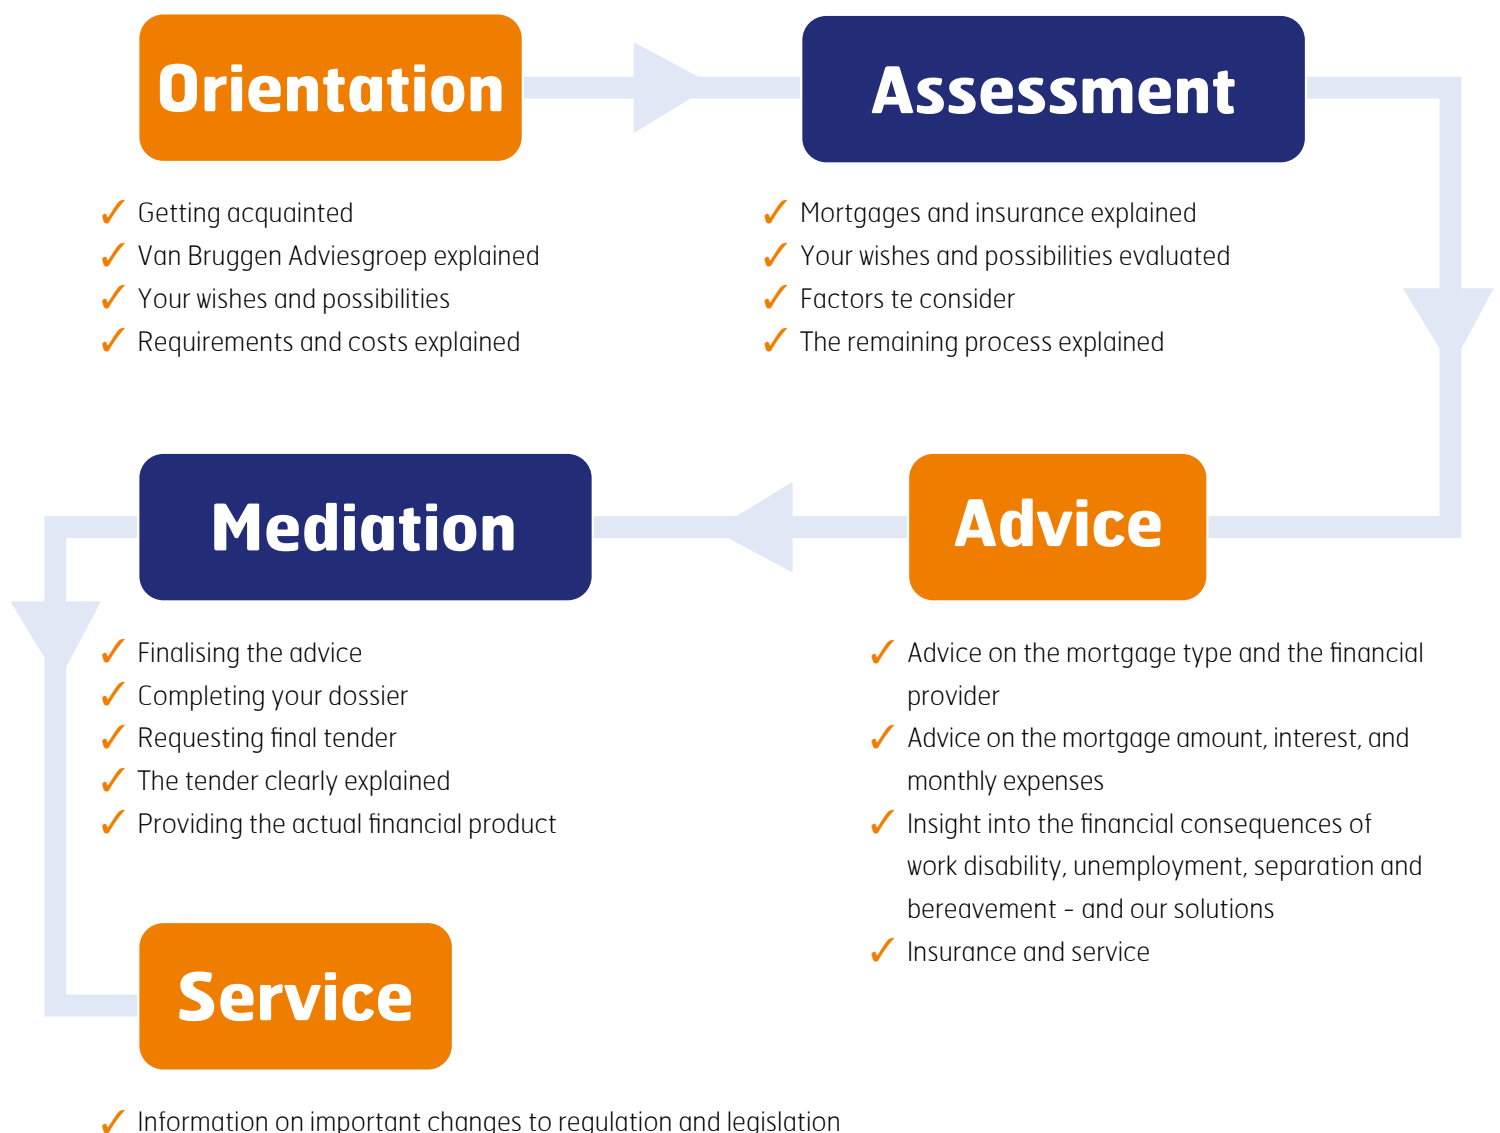 Orientation
Getting acquainted
Van Bruggen Adviesgroep explained
Your wishes and possibilities
Requirements and costs explained
Assessment
Mortgages and insurance explained
Your wishes and possibilities evaluated
Factors te consider
The remaining process explained
Advice
Advice on the mortgage type and the financial
provider
Advice on the mortgage amount, interest, and
monthly expenses
Insight into the financial consequences of
work disability, unemployment, separation and
bereavement – and our solutions
Insurance and service
Mediation
Finalising the advice
Completing your dossier
Requesting final tender
The tender clearly explained
Providing the actual financial product
Service
Information on important changes to regulation and legislation